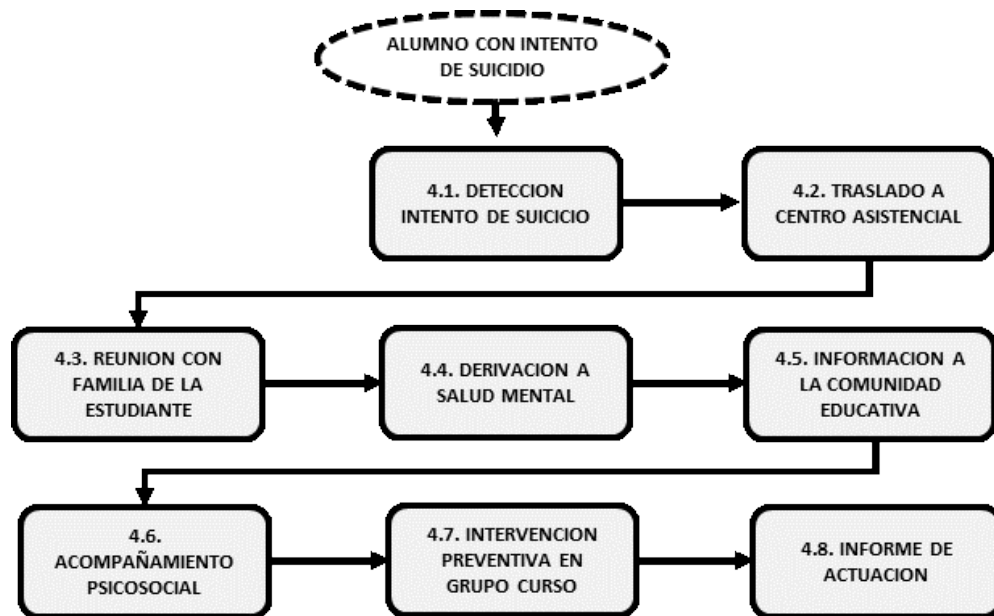 ALUMNO CON INTENTO
DE SUICIDIO
4.1. DETECCION
INTENTO DE SUICICIO
4.2. TRASLADO A
CENTRO ASISTENCIAL
4.3. REUNION CON
FAMILIA DE LA
ESTUDIANTE
4.4. DERIVACION A
SALUD MENTAL
4.5. INFORMACION A
LA COMUNIDAD
EDUCATIVA
4.6.
ACOMPAÑAMIENTO
PSICOSOCIAL
4.7. INTERVENCION
PREVENTIVA EN
GRUPO CURSO
4.8. INFORME DE
ACTUACION